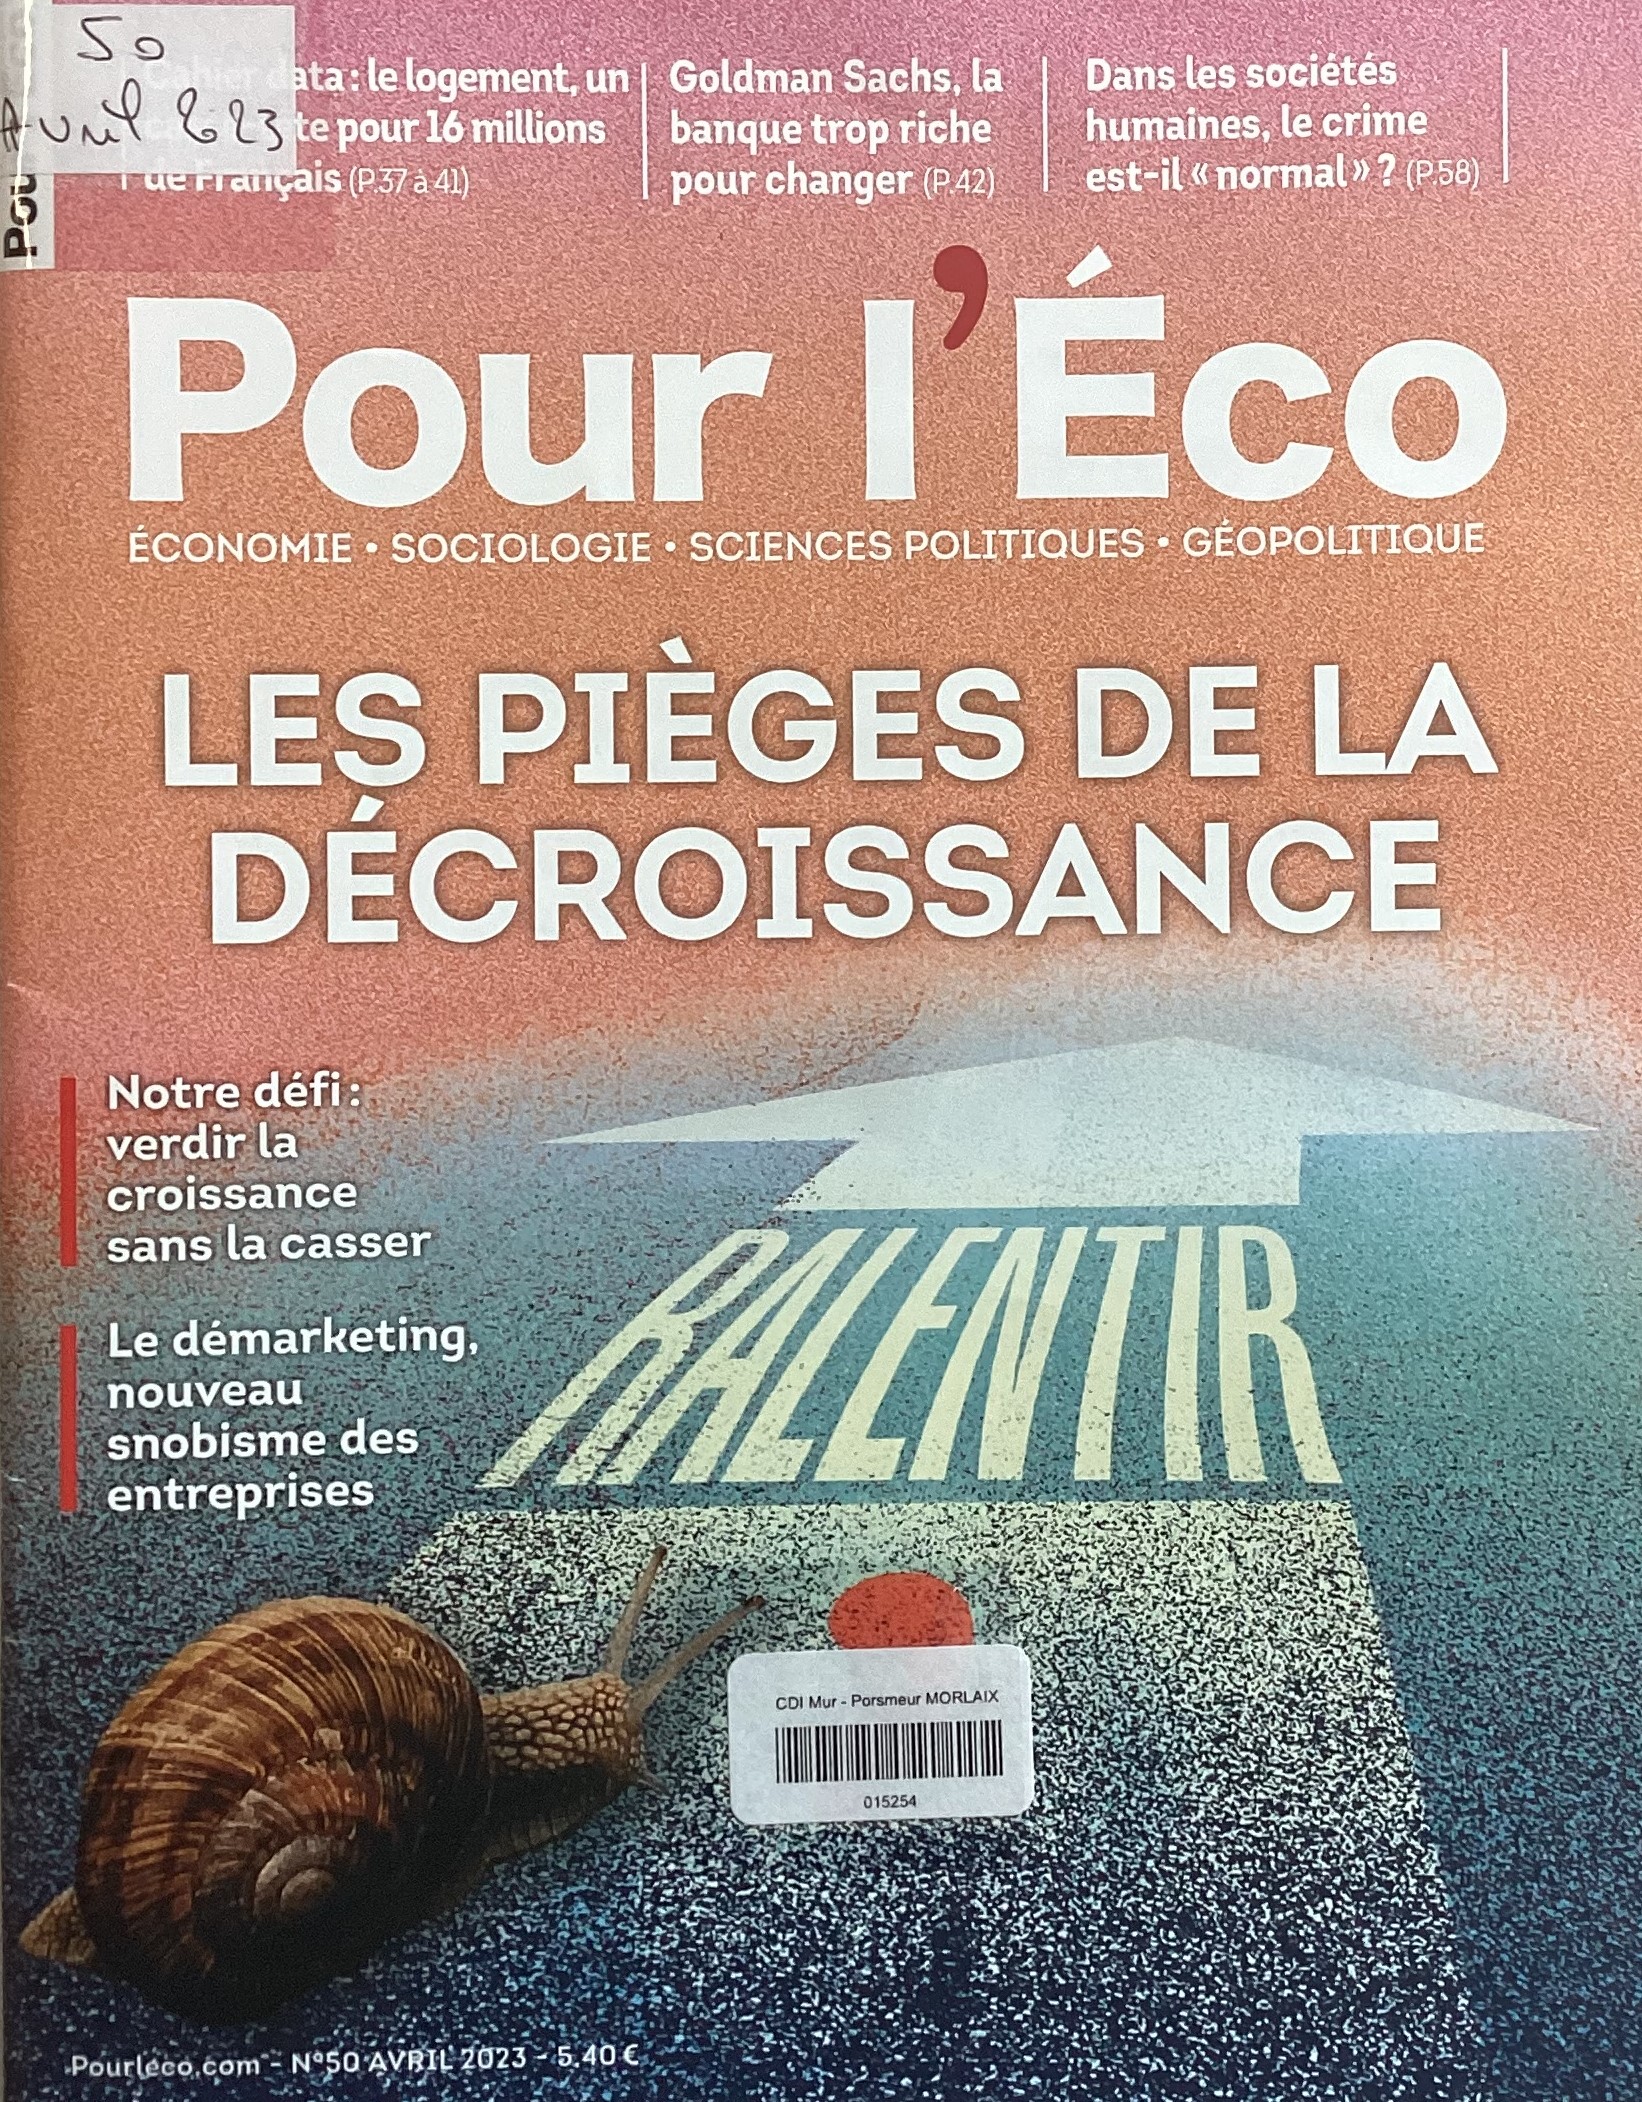 50
Avril 2023
Cahier data : le logement, un
te pour 16 millions
de Français (P.37 à 41)
Goldman Sachs, la
banque trop riche
pour changer (P.42)
Dans les sociétés
humaines, le crime
est-il « normal » ? (P.58)
Pou
Pour l'Éco
ÉCONOMIE • SOCIOLOGIE • SCIENCES POLITIQUES • GÉOPOLITIQUE
LES PIÈGES DE LA
DÉCROISSANCE
Notre défi :
verdir la
croissance
sans la casser
Le démarketing,
nouveau
snobisme des
entreprises
RALENTIR
CDI Mur - Porsmeur MORLAIX
015254
Pourleco.com - N°50 AVRIL 2023 - 5.40 €